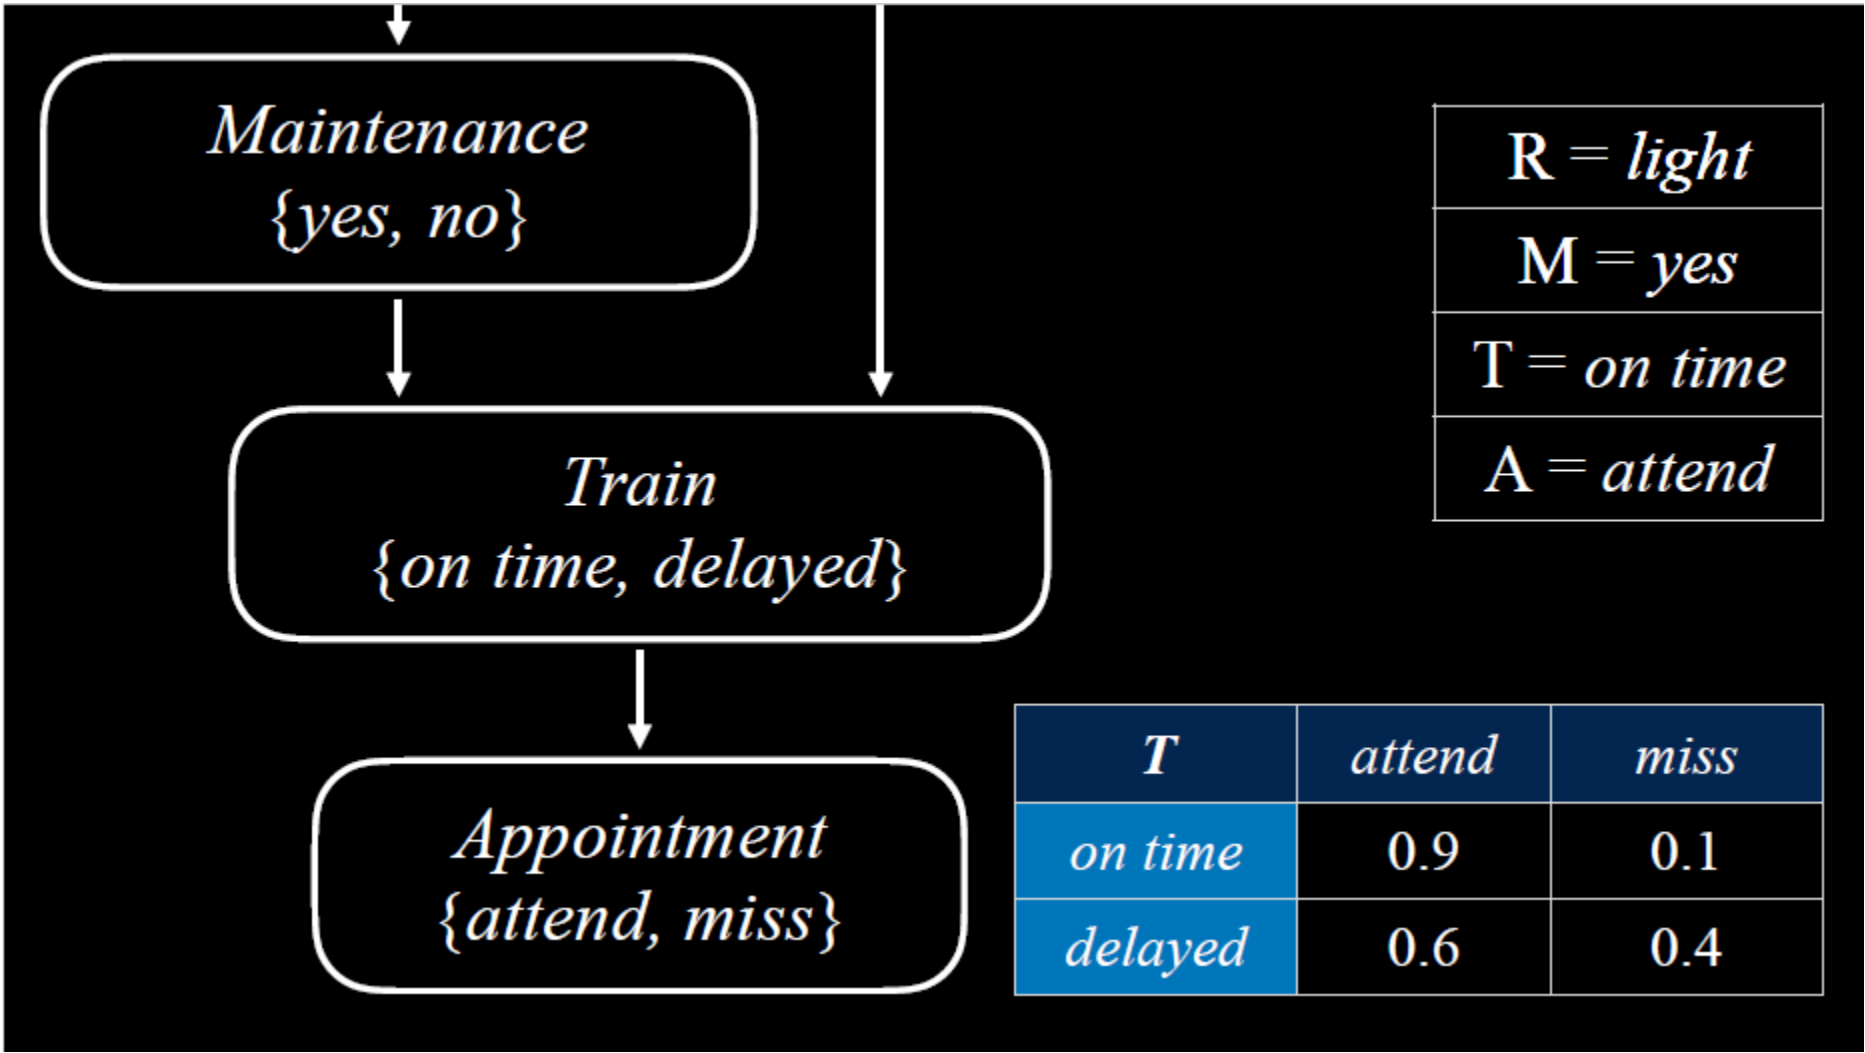 Maintenance
{yes, no}
R = light
M = yes
T = on time
A = attend
Train
{on time, delayed}
Appointment
{attend, miss}
T attend miss
on time 0.9 0.1
delayed 0.6 0.4